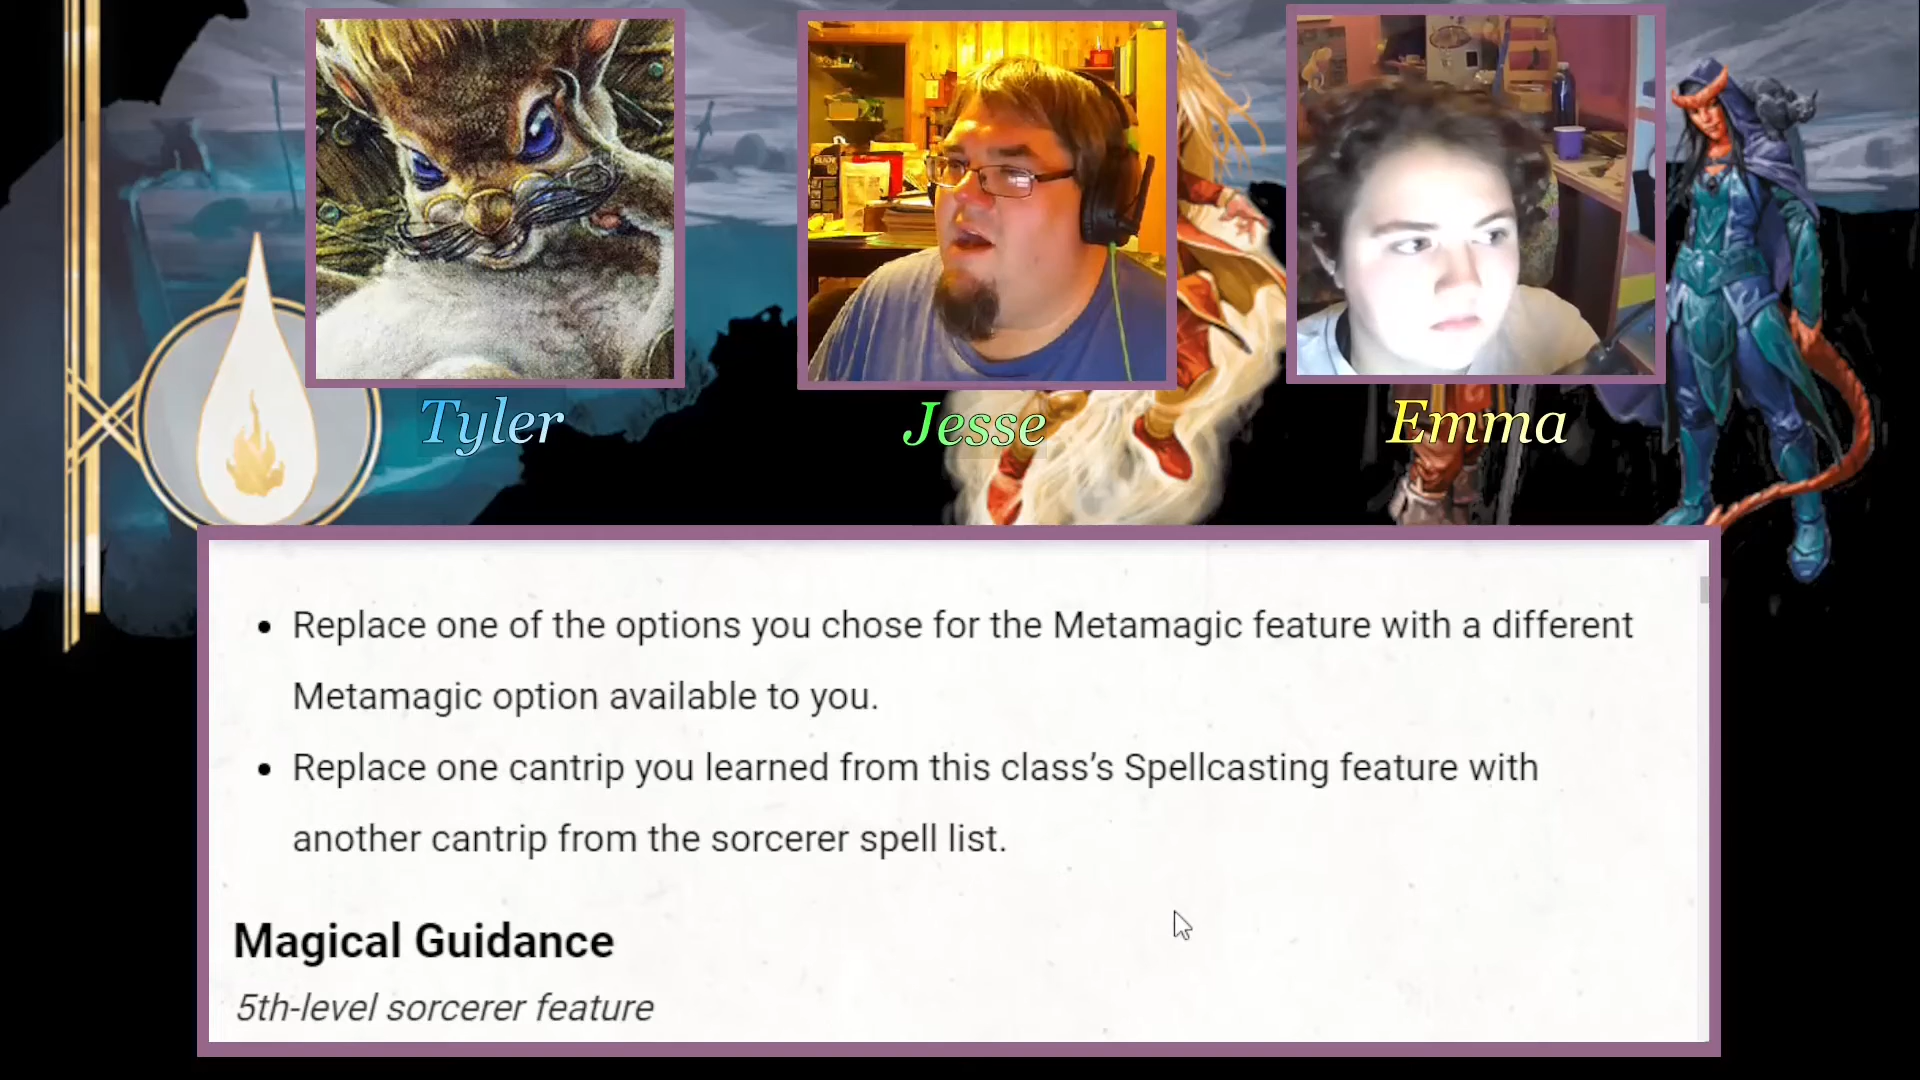 Tyler
Jesse
Emma
• Replace one of the options you chose for the Metamagic feature with a different
Metamagic option available to you.
• Replace one cantrip you learned from this class’s Spellcasting feature with
another cantrip from the sorcerer spell list.
Magical Guidance
5th-level sorcerer feature